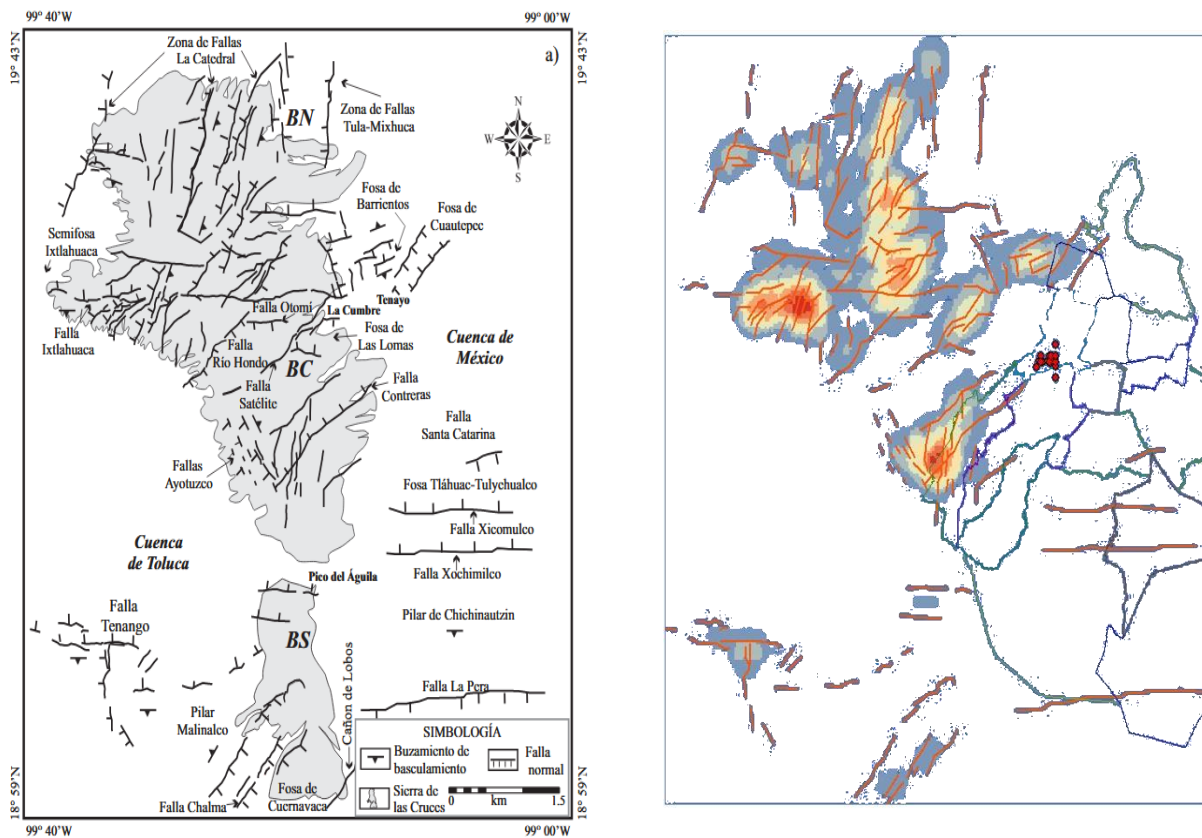 99° 40'W
99° 00'W
19° 43'N
19° 43'N
a)
Zona de Fallas
La Catedral
BN
Zona de Fallas
Tula-Mixhuca
N
W
E
S
Fosa de
Barrientos
Fosa de
Cuautepec
Semifosa
Ixtlahuaca
Falla Otomí
Tenayo
La Cumbre
Fosa de
Las Lomas
Cuenca de
México
Falla
Ixtlahuaca
Falla
Río Hondo
BC
Falla
Satélite
Falla
Contreras
Falla
Santa Catarina
Fallas
Ayotuzco
Fosa Tláhuac-Tulychualco
Falla Xicomulco
Cuenca
de Toluca
Falla Xochimilco
Pico del Águila
Falla
Tenango
Pilar de Chichinautzin
BS
Cañon de Lobos
Falla La Pera
Pilar
Malinalco
SIMBOLOGÍA
Buzamiento de
basculamiento
Falla
normal
Sierra de
las Cruces
0
km
1.5
Falla Chalma
Fosa de
Cuernavaca
18° 59'N
18° 59'N
99° 40'W
99° 00'W